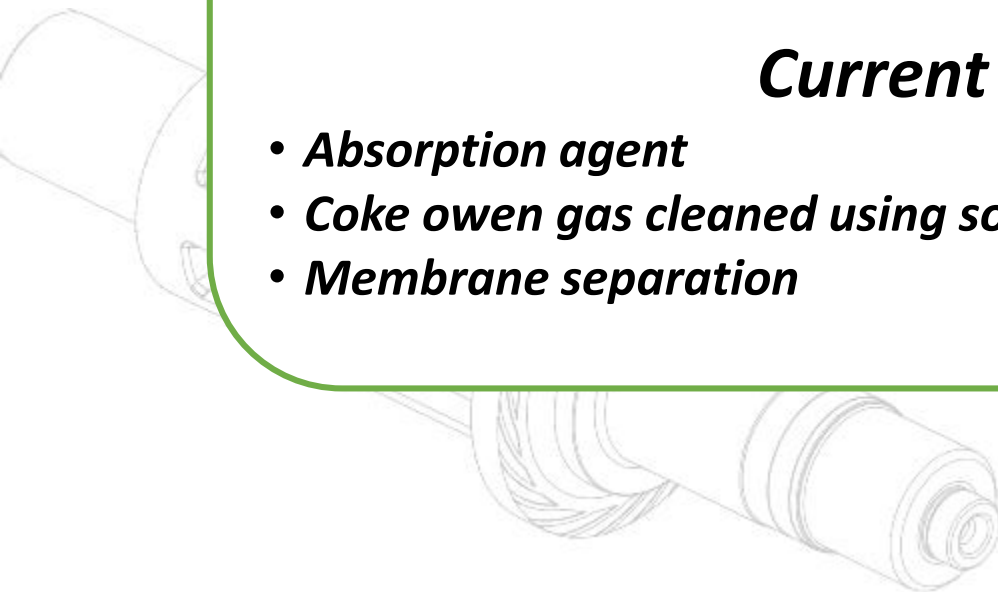 Current
• Absorption agent
• Coke owen gas cleaned using
• Membrane separation